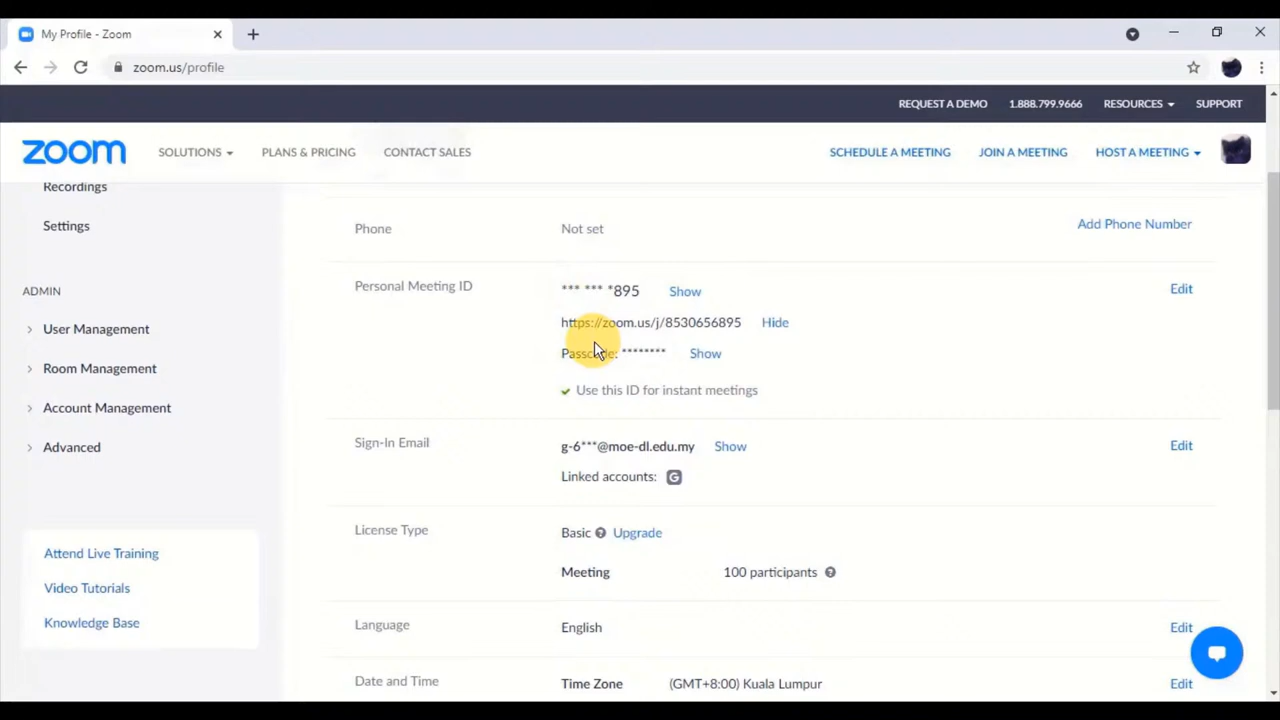 My Profile - Zoom
zoom.us/profile
REQUEST A DEMO 1.888.799.9666 RESOURCES SUPPORT
zoom SOLUTIONS PLANS & PRICING CONTACT SALES SCHEDULE A MEETING JOIN A MEETING HOST A MEETING
Recordings
Settings
ADMIN
User Management
Room Management
Account Management
Advanced
Attend Live Training
Video Tutorials
Knowledge Base
Phone Not set Add Phone Number
Personal Meeting ID *** *** *895 Show Edit
https://zoom.us/j/8530656895 Hide
Passcode: ******** Show
Use this ID for instant meetings
Sign-In Email g-6***@moe-dl.edu.my Show Edit
Linked accounts: G
License Type Basic Upgrade
Meeting 100 participants
Language English Edit
Date and Time Time Zone (GMT+8:00) Kuala Lumpur Edit